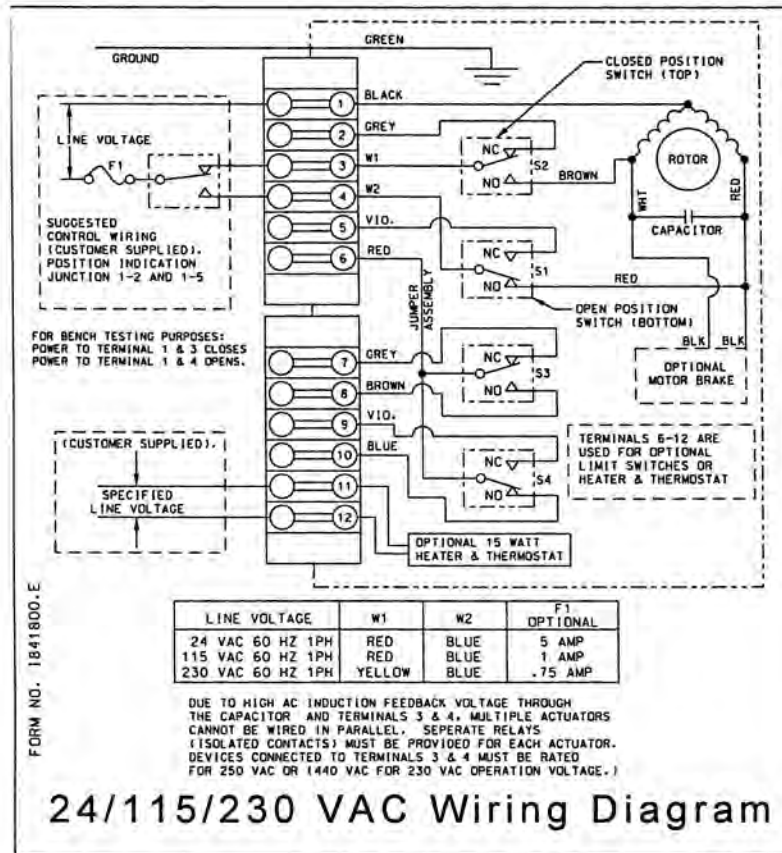 GREEN
GROUND
CLOSED POSITION
SWITCH (TOP)
1 BLACK
2 GREY
3 W1
4 W2
5 VIO.
6 RED
LINE VOLTAGE
F1
SUGGESTED
CONTROL WIRING
(CUSTOMER SUPPLIED).
POSITION INDICATION
JUNCTION 1-2 AND 1-5
NC
NO
S2
BROWN
ROTOR
WHT
RED
CAPACITOR
NC
NO
S1
RED
OPEN POSITION
SWITCH (BOTTOM)
JUMPER
ASSEMBLY
BLK BLK
OPTIONAL
MOTOR BRAKE
FOR BENCH TESTING PURPOSES:
POWER TO TERMINAL 1 & 3 CLOSES
POWER TO TERMINAL 1 & 4 OPENS.
7 GREY
8 BROWN
9 VIO.
10 BLUE
11
12
NC
NO
S3
NC
NO
S4
(CUSTOMER SUPPLIED).
SPECIFIED
LINE VOLTAGE
TERMINALS 6-12 ARE
USED FOR OPTIONAL
LIMIT SWITCHES OR
HEATER & THERMOSTAT
OPTIONAL 15 WATT
HEATER & THERMOSTAT
LINE VOLTAGE W1 W2 F1 OPTIONAL
24 VAC 60 HZ 1PH RED BLUE 5 AMP
115 VAC 60 HZ 1PH RED BLUE 1 AMP
230 VAC 60 HZ 1PH YELLOW BLUE .75 AMP
FORM NO. 1841800.E
DUE TO HIGH AC INDUCTION FEEDBACK VOLTAGE THROUGH
THE CAPACITOR AND TERMINALS 3 & 4, MULTIPLE ACTUATORS
CANNOT BE WIRED IN PARALLEL. SEPERATE RELAYS
(ISOLATED CONTACTS) MUST BE PROVIDED FOR EACH ACTUATOR.
DEVICES CONNECTED TO TERMINALS 3 & 4 MUST BE RATED
FOR 250 VAC OR (440 VAC FOR 230 VAC OPERATION VOLTAGE.)
24/115/230 VAC Wiring Diagram